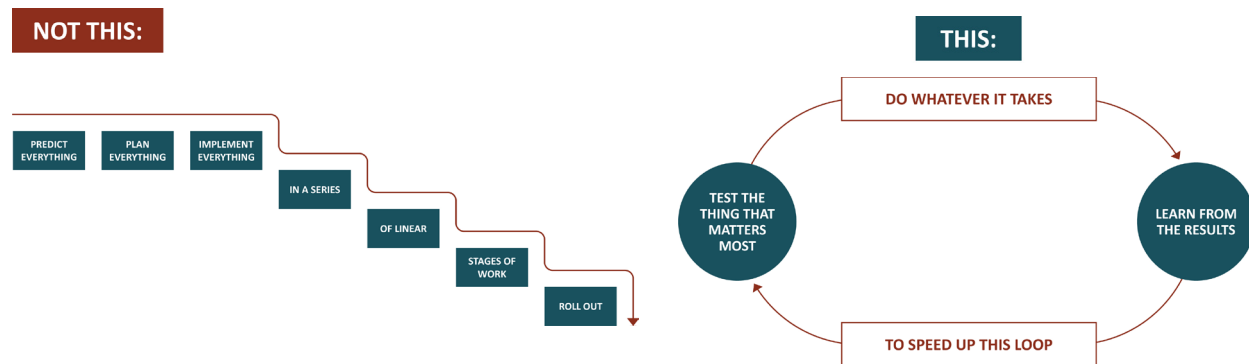 NOT THIS:
PREDICT
EVERYTHING
PLAN
EVERYTHING
IMPLEMENT
EVERYTHING
IN A SERIES
OF LINEAR
STAGES OF
WORK
ROLL OUT
THIS:
DO WHATEVER IT TAKES
TEST THE
THING THAT
MATTERS
MOST
LEARN FROM
THE RESULTS
TO SPEED UP THIS LOOP